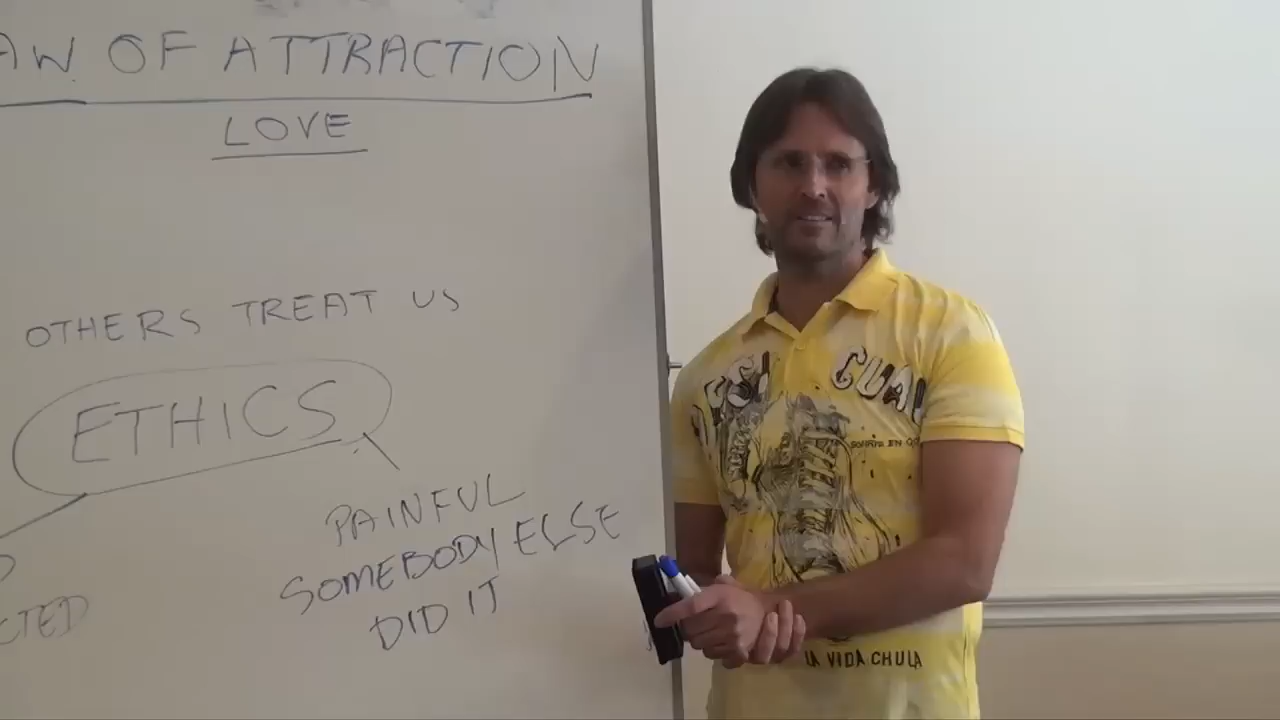 AW OF ATTRACTION
LOVE
OTHERS TREAT US
ETHICS
PAINFUL
SOMEBODY ELSE
DID IT
CTED
CUAL
LA VIDA CHULA